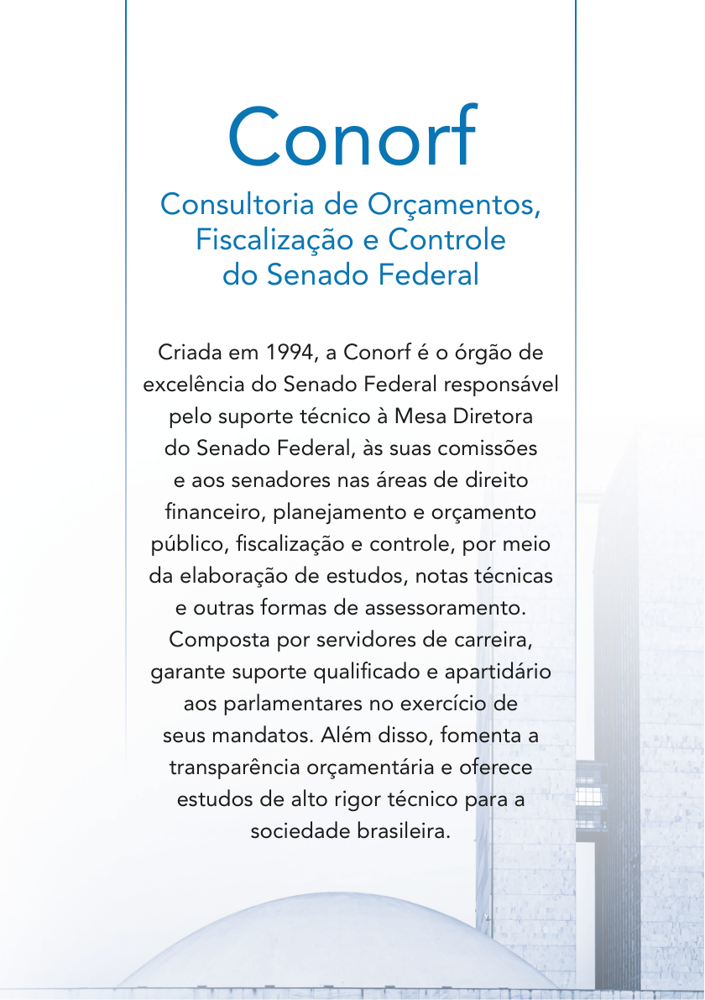 Conorf
Consultoria de Orçamentos,
Fiscalização e Controle
do Senado Federal
Criada em 1994, a Conorf é o órgão de
excelência do Senado Federal responsável
pelo suporte técnico à Mesa Diretora
do Senado Federal, às suas comissões
e aos senadores nas áreas de direito
financeiro, planejamento e orçamento
público, fiscalização e controle, por meio
da elaboração de estudos, notas técnicas
e outras formas de assessoramento.
Composta por servidores de carreira,
garante suporte qualificado e apartidário
aos parlamentares no exercício de
seus mandatos. Além disso, fomenta a
transparência orçamentária e oferece
estudos de alto rigor técnico para a
sociedade brasileira.